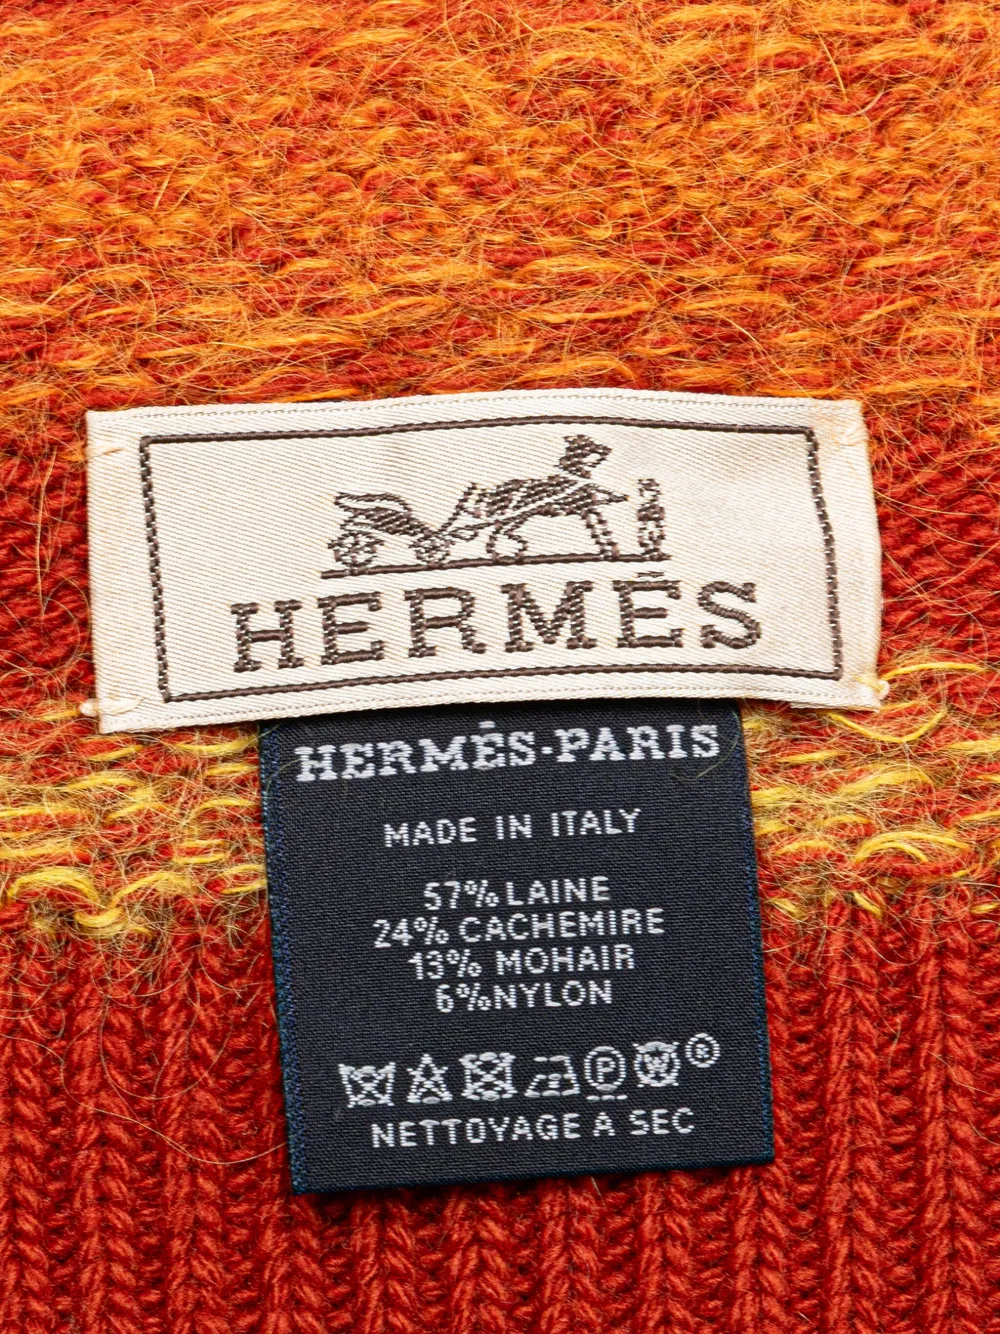 HERMÈS
HERMÈS-PARIS
MADE IN ITALY
57% LAINE
24% CACHEMIRE
13% MOHAIR
6% NYLON
P W ®
NETTOYAGE A SEC